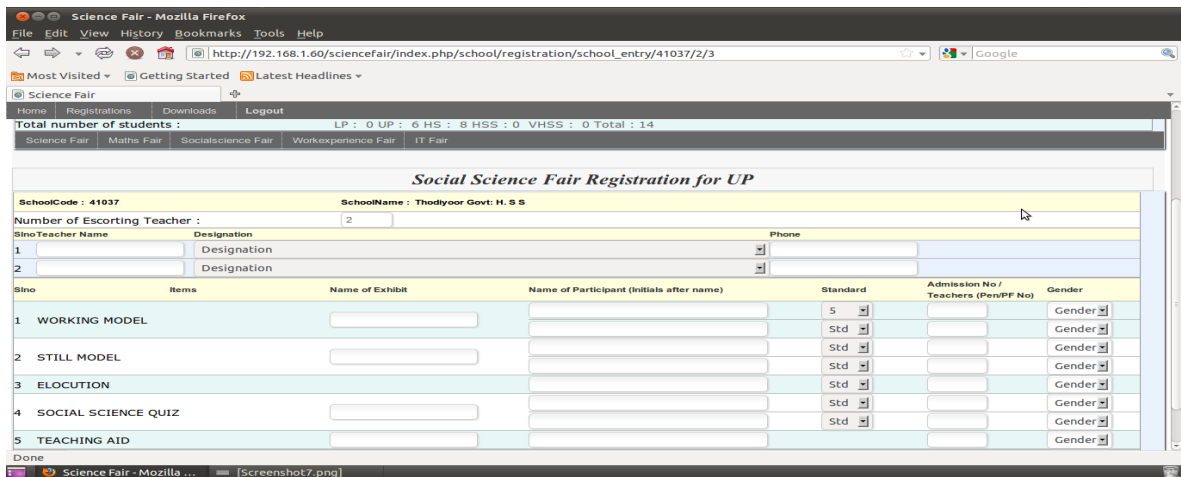 Science Fair - Mozilla Firefox
File Edit View History Bookmarks Tools Help
http://192.168.1.60/sciencefair/index.php/school/registration/school_entry/41037/2/3 Google
Most Visited Getting Started Latest Headlines
Science Fair
Home Registrations Downloads Logout
Total number of students : LP : 0 UP : 6 HS : 8 HSS : 0 VHSS : 0 Total : 14
Science Fair Maths Fair Socialscience Fair Workexperience Fair IT Fair
Social Science Fair Registration for UP
SchoolCode : 41037 SchoolName : Thodiyoor Govt: H. S S
Number of Escorting Teacher : 2
Slno Teacher Name Designation Phone
1 Designation
2 Designation
Slno Items Name of Exhibit Name of Participant (Initials after name) Standard Admission No / Teachers (Pen/PF No) Gender
1 WORKING MODEL 5 Gender
Std Gender
2 STILL MODEL Std Gender
Std Gender
3 ELOCUTION Std Gender
4 SOCIAL SCIENCE QUIZ Std Gender
Std Gender
5 TEACHING AID Gender
Done
Science Fair - Mozilla ... [Screenshot7.png]